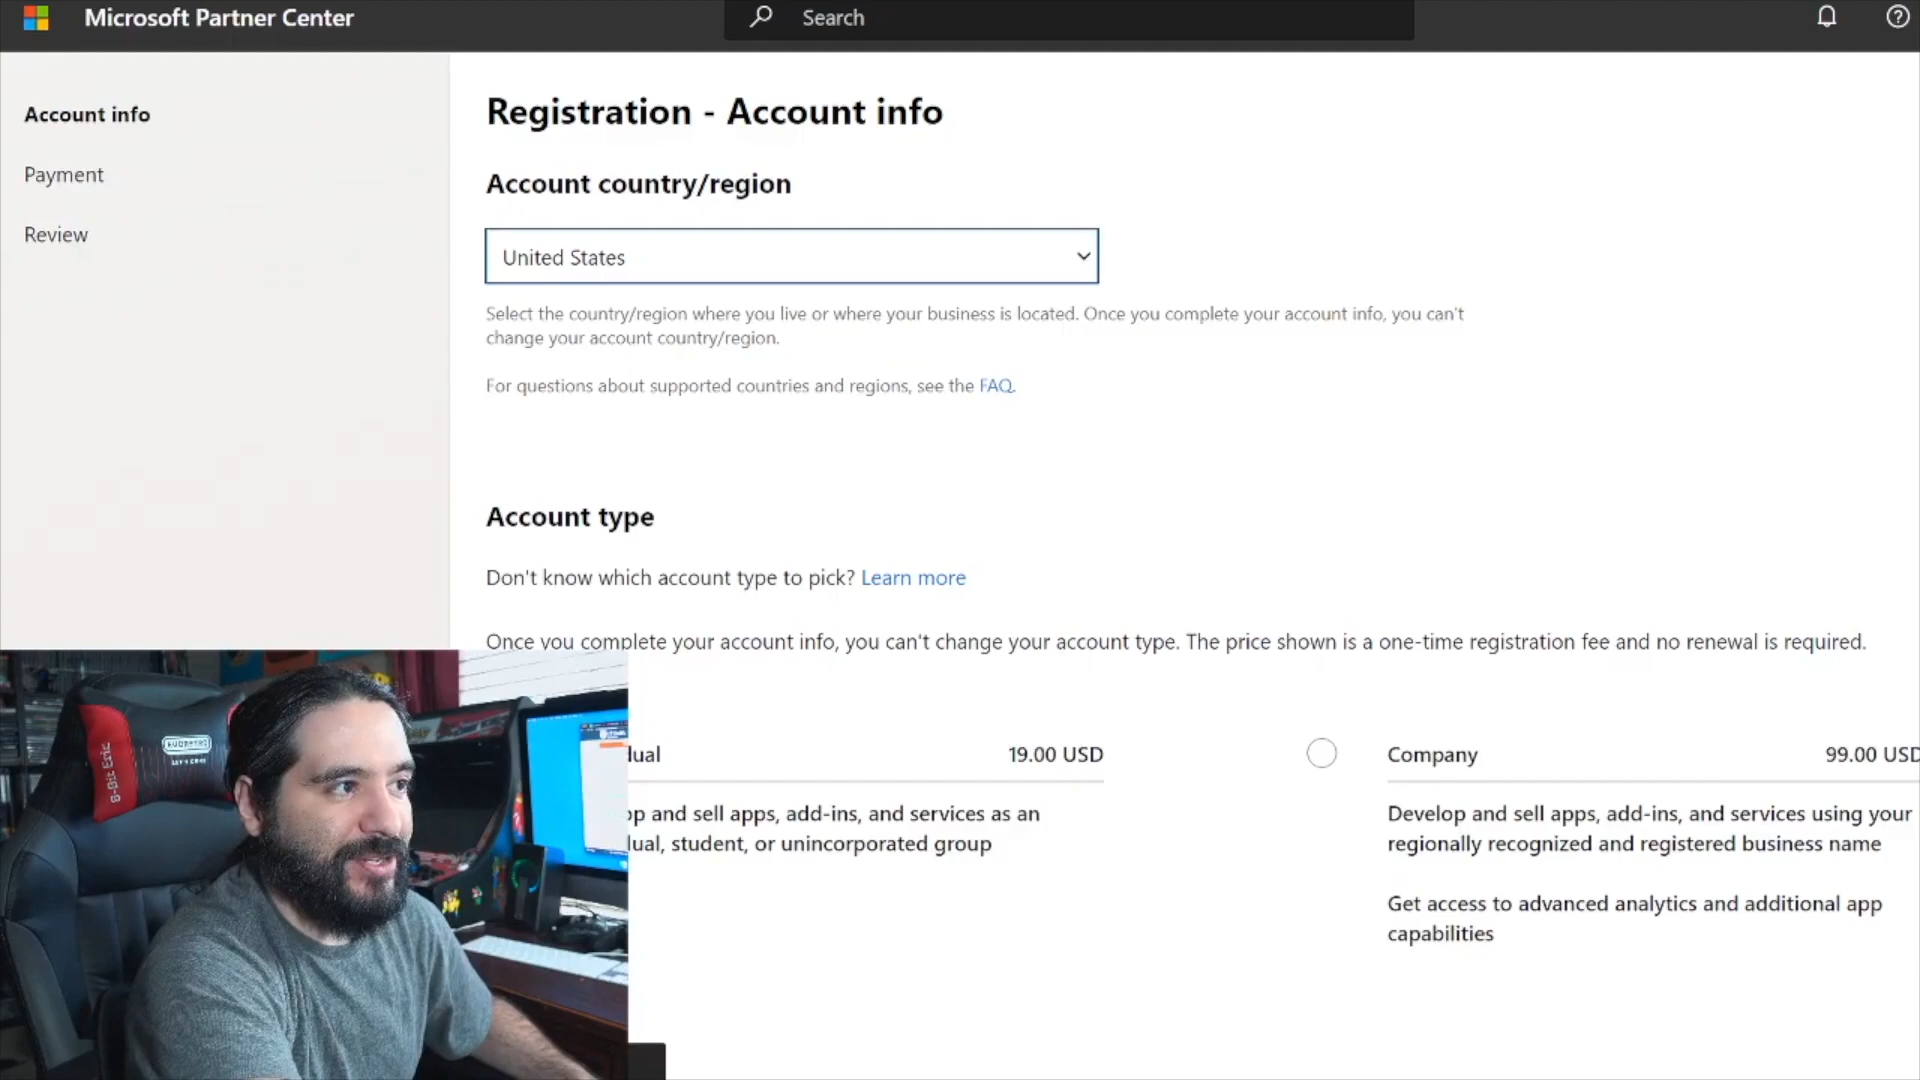 Microsoft Partner Center
Search
Account info
Payment
Review
Registration - Account info
Account country/region
United States
Select the country/region where you live or where your business is located. Once you complete your account info, you can't
change your account country/region.
For questions about supported countries and regions, see the FAQ.
Account type
Don't know which account type to pick? Learn more
Once you complete your account info, you can't change your account type. The price shown is a one-time registration fee and no renewal is required.
dual 19.00 USD
op and sell apps, add-ins, and services as an
dual, student, or unincorporated group
Company 99.00 USD
Develop and sell apps, add-ins, and services using your
regionally recognized and registered business name
Get access to advanced analytics and additional app
capabilities
8-Bit Eric